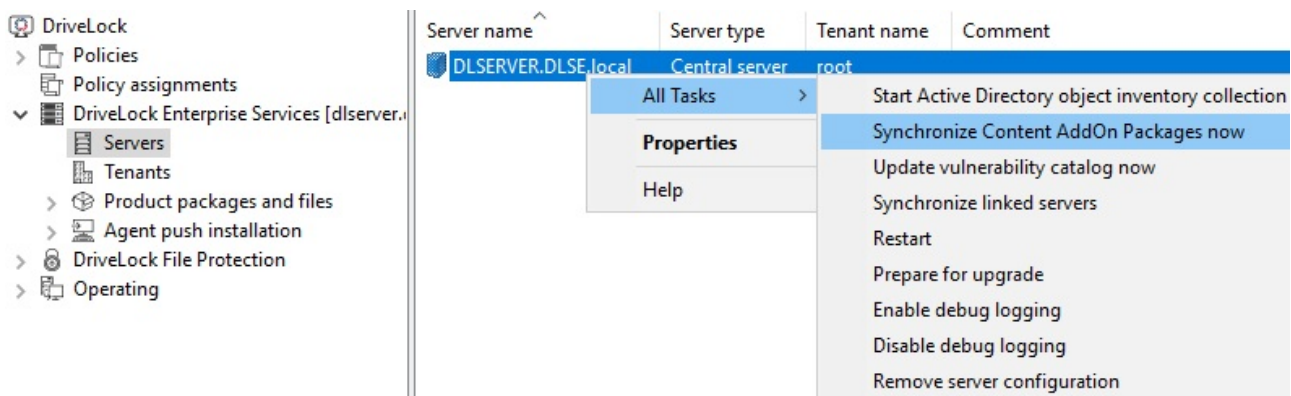 DriveLock
Policies
Policy assignments
DriveLock Enterprise Services [dlserver.
Servers
Tenants
Product packages and files
Agent push installation
DriveLock File Protection
Operating
Server name Server type Tenant name Comment
DLSERVER.DLSE.local Central server root
All Tasks
Properties
Help
Start Active Directory object inventory collection
Synchronize Content AddOn Packages now
Update vulnerability catalog now
Synchronize linked servers
Restart
Prepare for upgrade
Enable debug logging
Disable debug logging
Remove server configuration